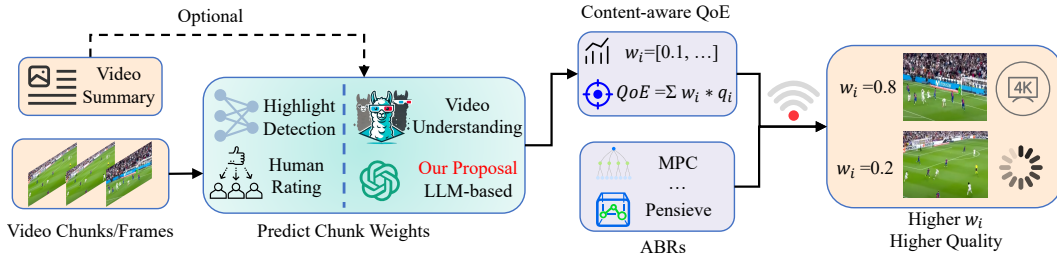 Optional
Video
Summary
Video Chunks/Frames
Highlight
Detection
Human
Rating
Video
Understanding
Our Proposal
LLM-based
Predict Chunk Weights
Content-aware QoE
w_i=[0.1, …]
QoE =Σ w_i * q_i
MPC
…
Pensieve
ABRs
w_i =0.8
4K
w_i =0.2
Higher w_i
Higher Quality